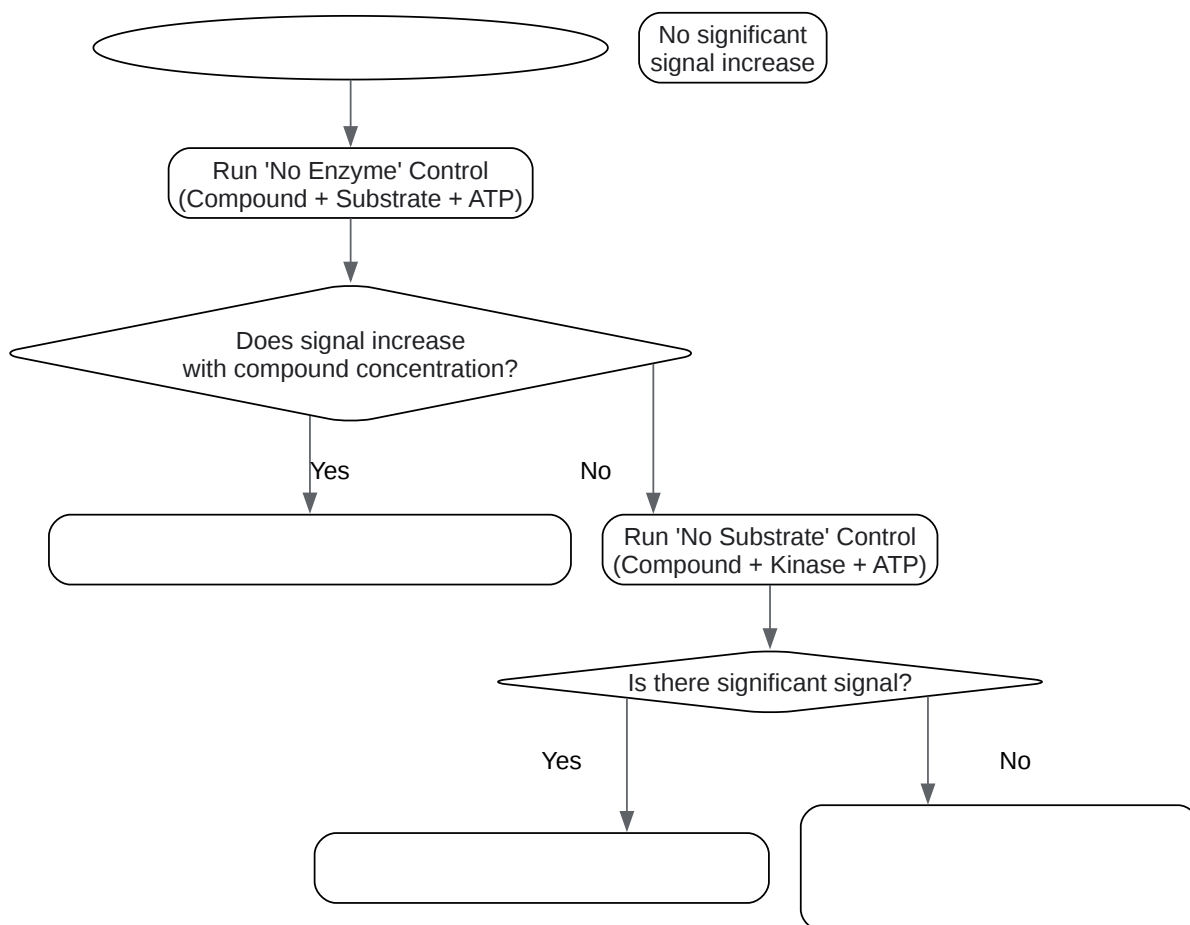 No significant
signal increase
Run 'No Enzyme' Control
(Compound + Substrate + ATP)
Does signal increase
with compound concentration?
Yes
No
Run 'No Substrate' Control
(Compound + Kinase + ATP)
Is there significant signal?
Yes
No